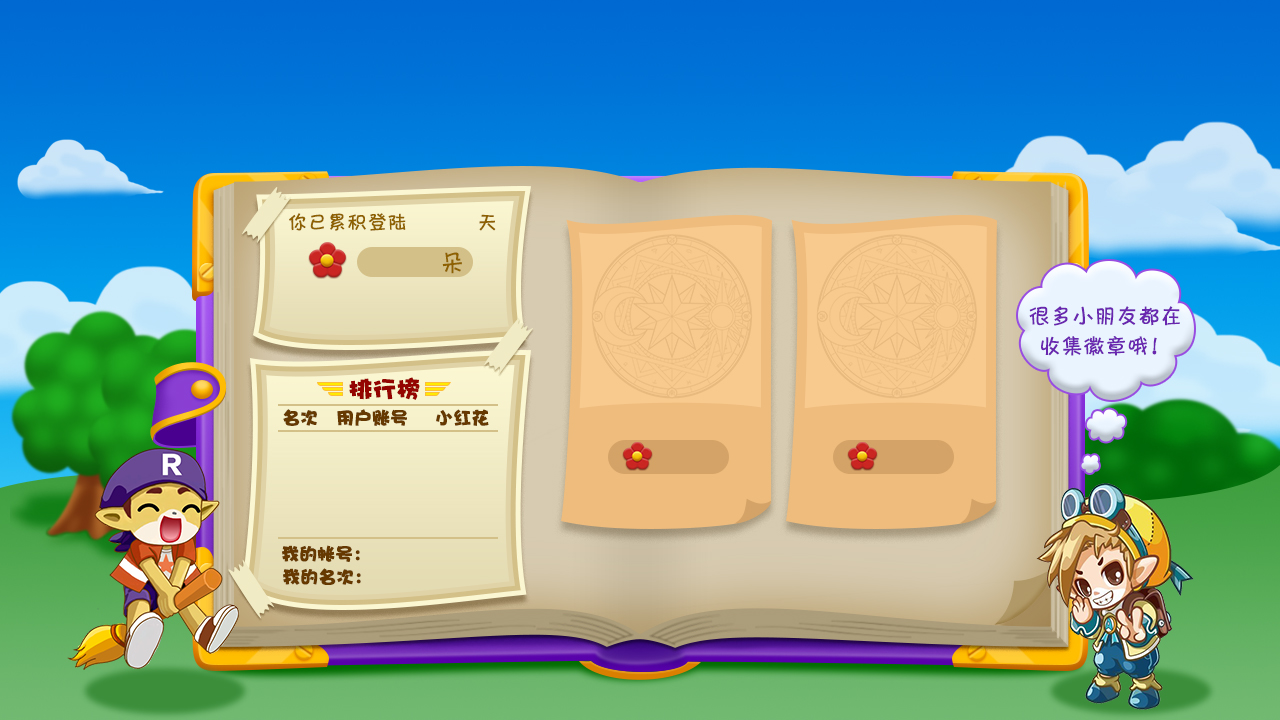 你已累积登陆 天
朵
排行榜
名次 用户账号 小红花
我的帐号:
我的名次:
很多小朋友都在
收集徽章哦!
R